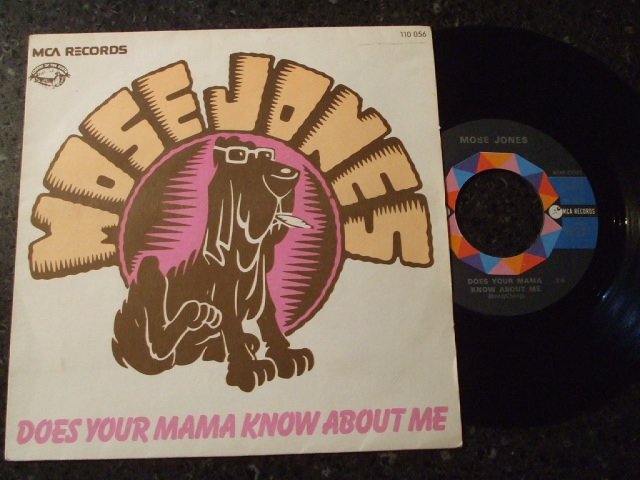 MCA RECORDS
110 056
MOSE JONES
DOES YOUR MAMA KNOW ABOUT ME
MOSE JONES
MCA RECORDS
DOES YOUR MAMA
KNOW ABOUT ME